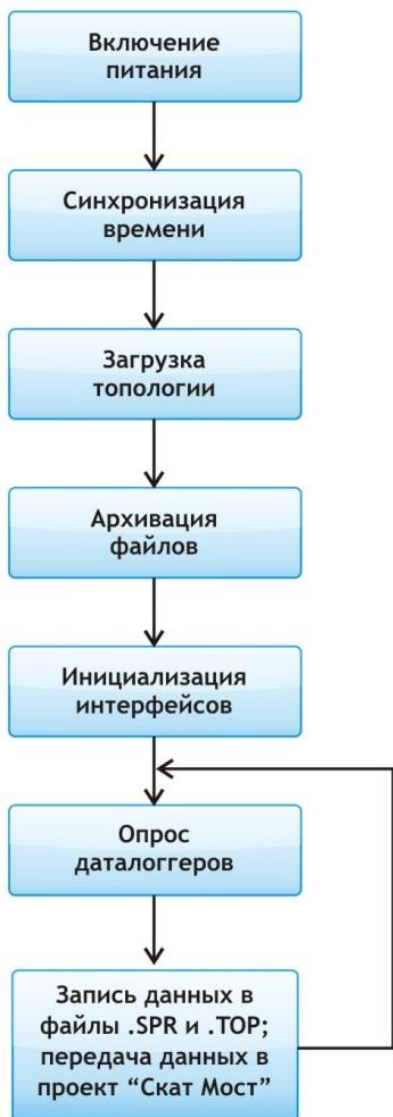 Включение
питания
Синхронизация
времени
Загрузка
топологии
Архивация
файлов
Инициализация
интерфейсов
Опрос
даталоггеров
Запись данных в
файлы .SPR и .TOP;
передача данных в
проект “Скат Мост”